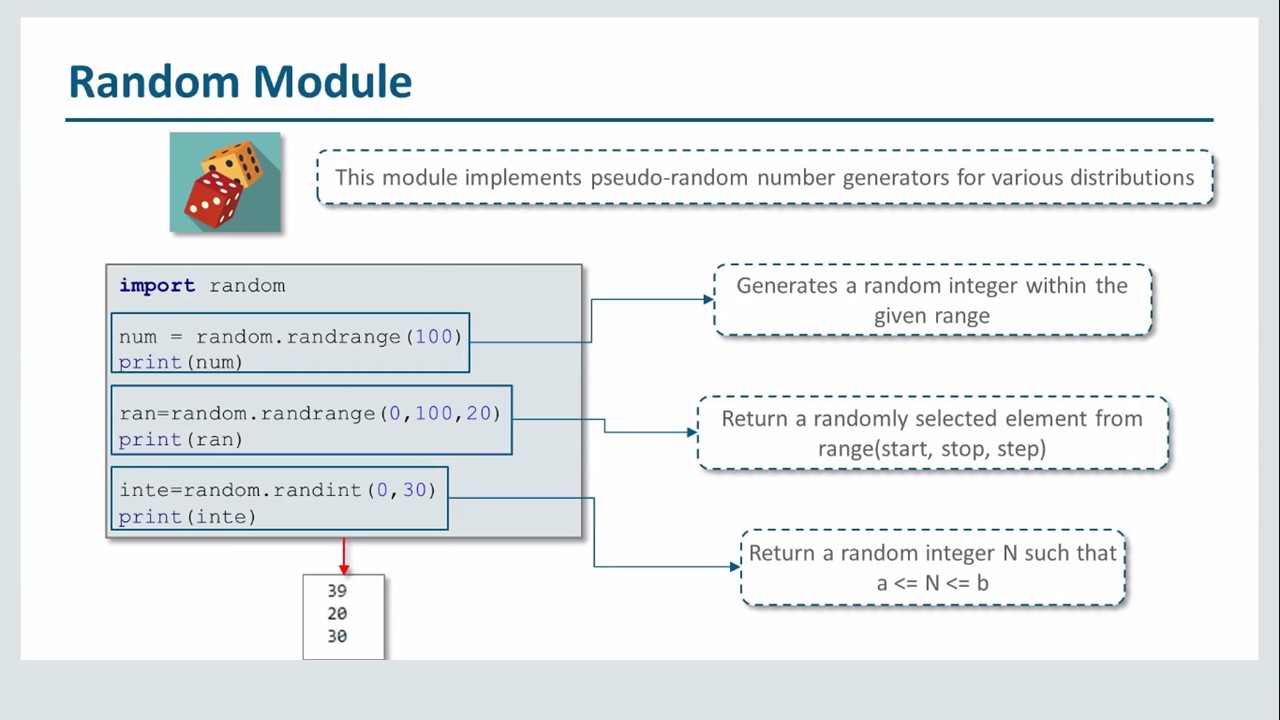 Random Module
This module implements pseudo-random number generators for various distributions
import random
num = random.randrange(100)
print(num)
ran=random.randrange(0,100,20)
print(ran)
inte=random.randint(0,30)
print(inte)
Generates a random integer within the
given range
Return a randomly selected element from
range(start, stop, step)
Return a random integer N such that
a <= N <= b
39
20
30